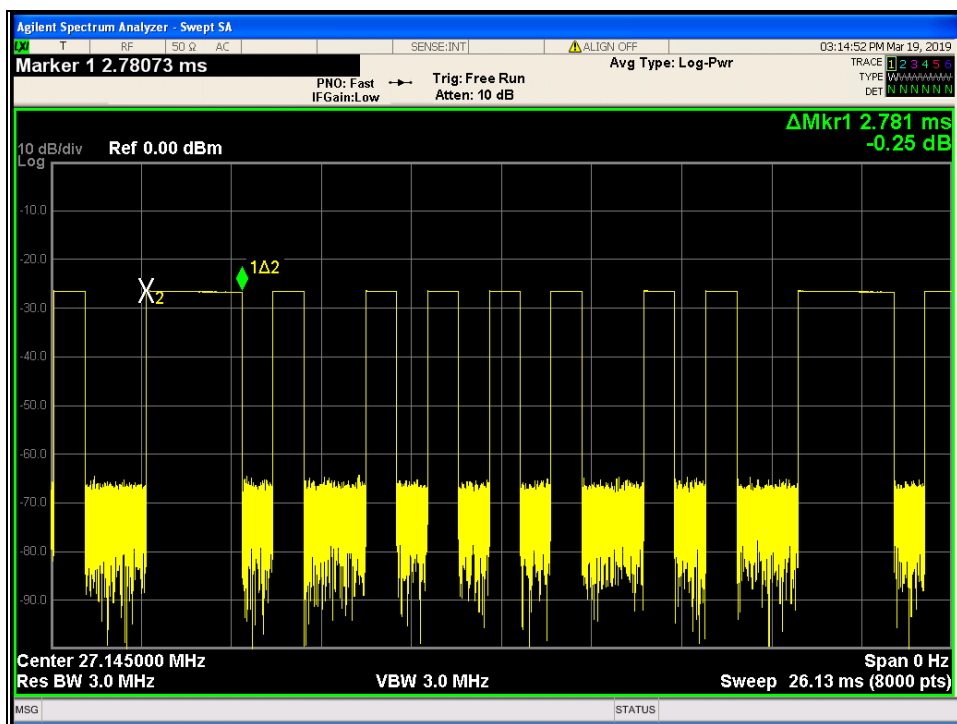 Agilent Spectrum Analyzer - Swept SA
LXI T RF 50 Ω AC SENSE:INT ALIGN OFF 03:14:52 PM Mar 19, 2019
Marker 1 2.78073 ms Avg Type: Log-Pwr TRACE 1 2 3 4 5 6
PNO: Fast Trig: Free Run TYPE WWWWWW
IFGain:Low Atten: 10 dB DET N N N N N N
ΔMkr1 2.781 ms
10 dB/div Ref 0.00 dBm -0.25 dB
Log
-10.0
-20.0
1Δ2
X2
-30.0
-40.0
-50.0
-60.0
-70.0
-80.0
-90.0
Center 27.145000 MHz Span 0 Hz
Res BW 3.0 MHz VBW 3.0 MHz Sweep 26.13 ms (8000 pts)
MSG STATUS